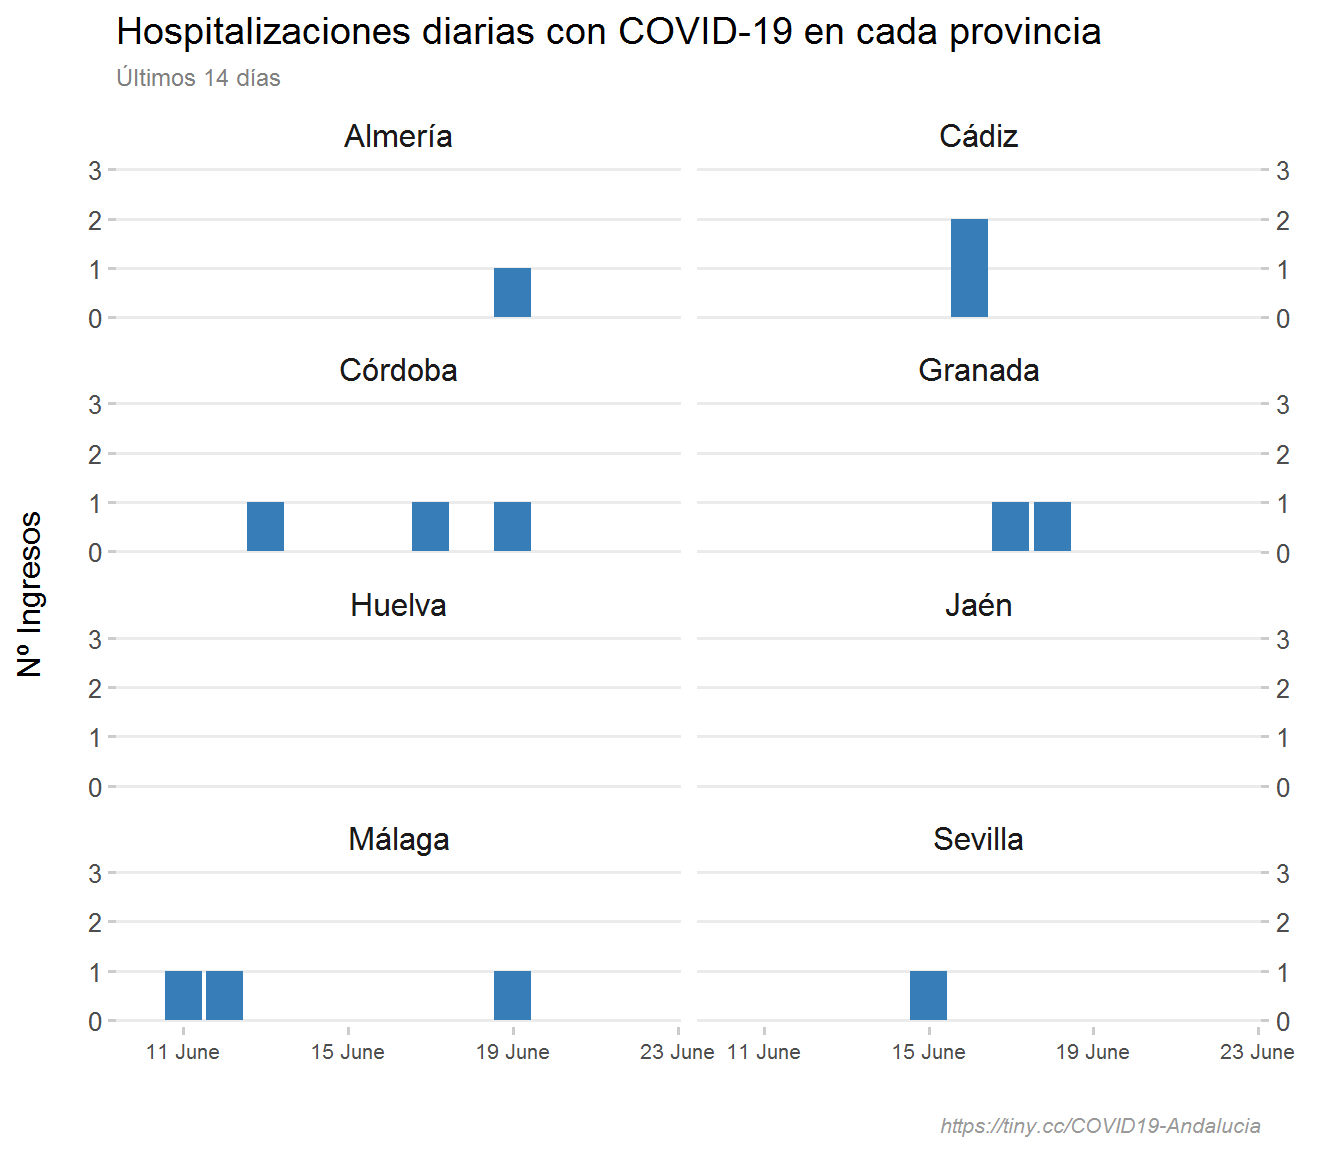 Hospitalizaciones diarias con COVID-19 en cada provincia
Últimos 14 días
Almería
Cádiz
3
2
1
0
3
2
1
0
Córdoba
Granada
3
2
1
0
3
2
1
0
Nº Ingresos
Huelva
Jaén
3
2
1
0
3
2
1
0
Málaga
Sevilla
3
2
1
0
3
2
1
0
11 June 15 June 19 June 23 June
11 June 15 June 19 June 23 June
https://tiny.cc/COVID19-Andalucia